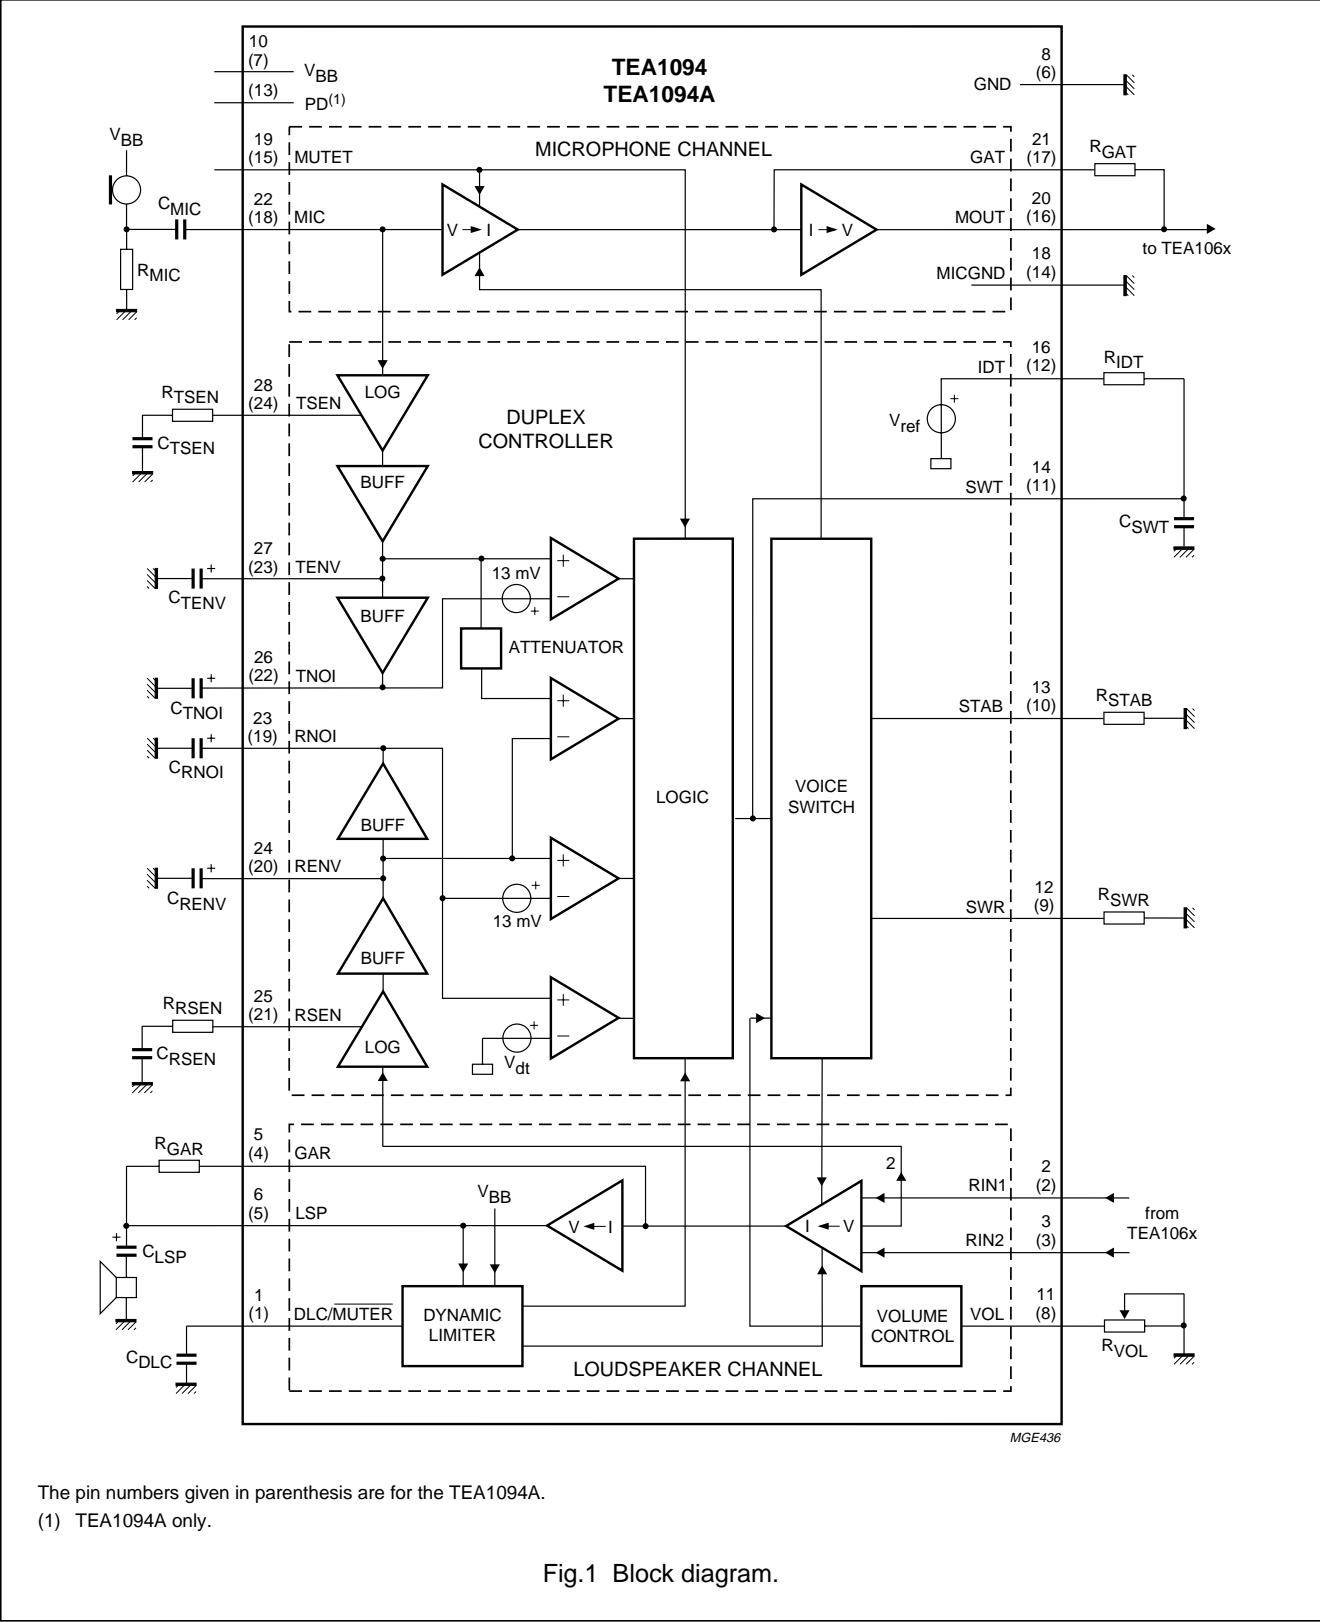 TEA1094
TEA1094A
10
(7)
VBB
(13)
PD(1)
8
(6)
GND
VBB
19
(15)
MUTET
MICROPHONE CHANNEL
GAT
21
(17)
RGAT
CMIC
22
(18)
MIC
V → I
I → V
MOUT
20
(16)
to TEA106x
RMIC
MICGND
18
(14)
16
(12)
IDT
RIDT
RTSEN
28
(24)
TSEN
LOG
DUPLEX
CONTROLLER
Vref
+
CTSEN
BUFF
14
(11)
SWT
CSWT
27
(23)
TENV
+
CTENV
13 mV
+
+
−
BUFF
ATTENUATOR
26
(22)
TNOI
+
CTNOI
+
−
13
(10)
STAB
RSTAB
23
(19)
RNOI
+
CRNOI
BUFF
LOGIC
VOICE
SWITCH
24
(20)
RENV
+
CRENV
+
−
+
13 mV
12
(9)
SWR
RSWR
BUFF
RRSEN
25
(21)
RSEN
CRSEN
LOG
+
−
+
Vdt
RGAR
5
(4)
GAR
2
2
(2)
RIN1
6
(5)
LSP
VBB
V ← I
I ← V
from
TEA106x
3
(3)
RIN2
+
CLSP
1
(1)
DLC/MUTER
DYNAMIC
LIMITER
VOLUME
CONTROL
11
(8)
VOL
RVOL
CDLC
LOUDSPEAKER CHANNEL
MGE436
The pin numbers given in parenthesis are for the TEA1094A.
(1) TEA1094A only.
Fig.1 Block diagram.